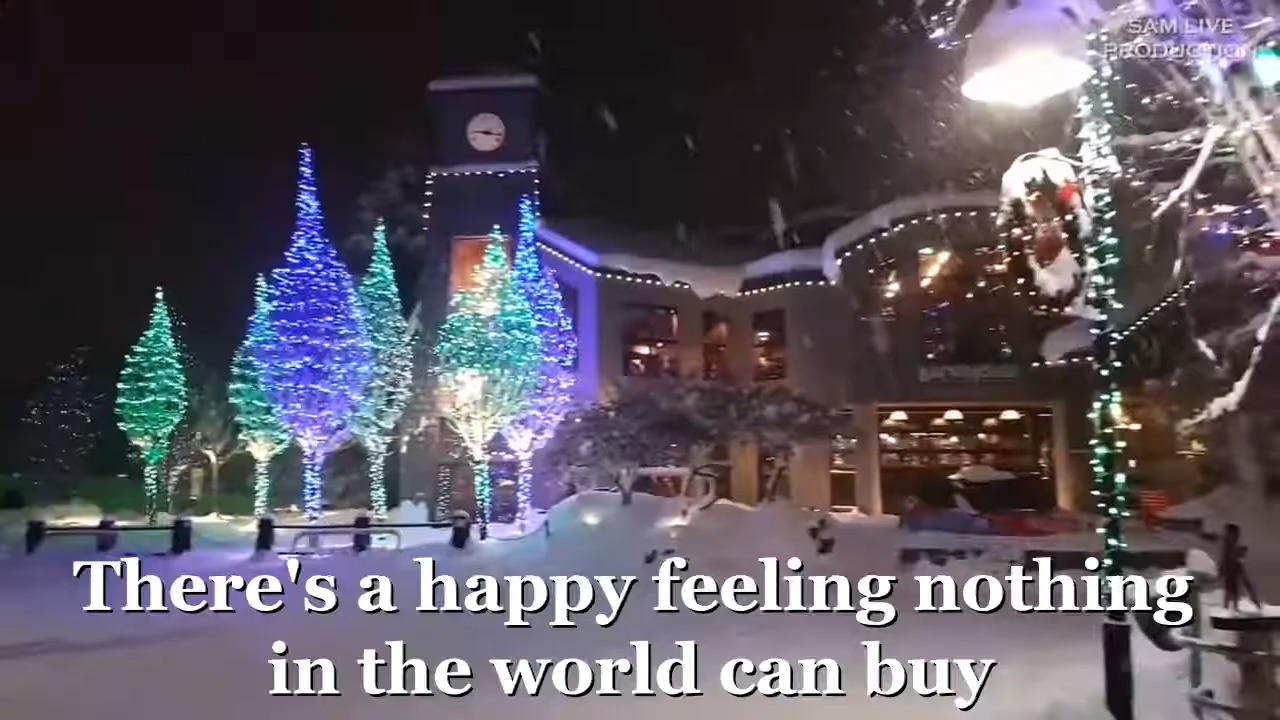 SAM LIVE
PRODUCTION
There's a happy feeling nothing
in the world can buy